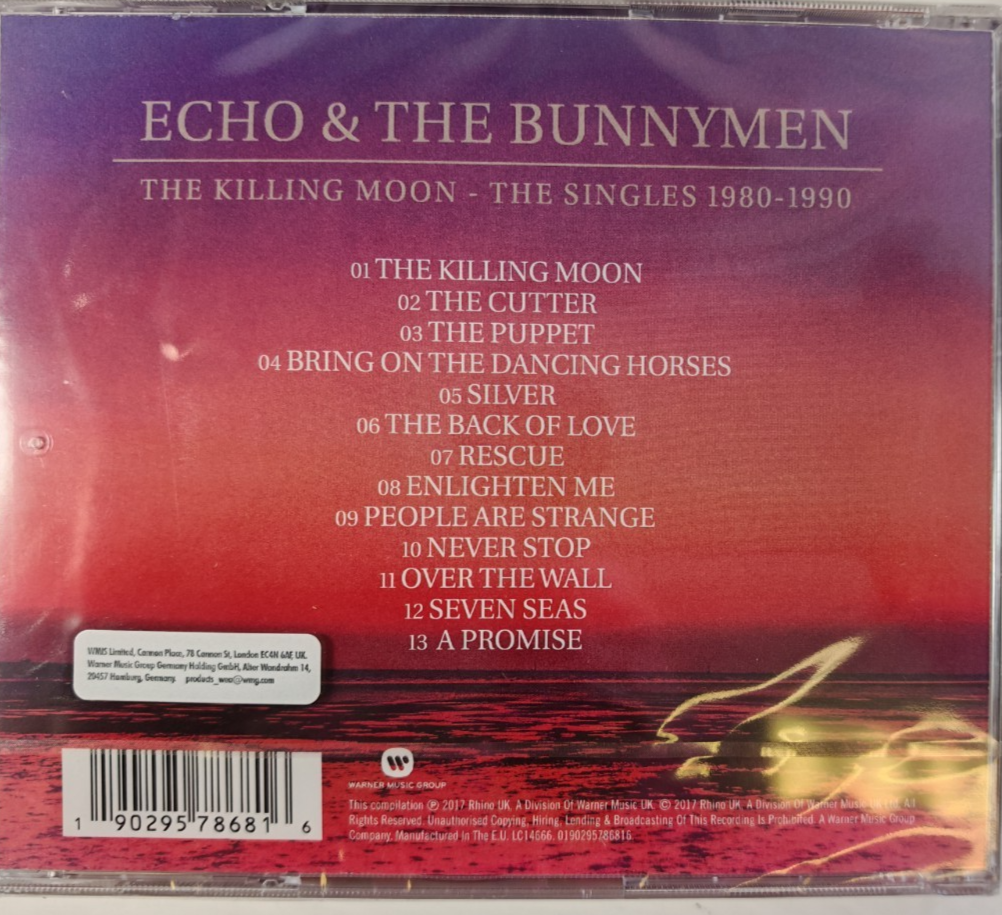 ECHO & THE BUNNYMEN
THE KILLING MOON - THE SINGLES 1980-1990
01 THE KILLING MOON
02 THE CUTTER
03 THE PUPPET
04 BRING ON THE DANCING HORSES
05 SILVER
06 THE BACK OF LOVE
07 RESCUE
08 ENLIGHTEN ME
09 PEOPLE ARE STRANGE
10 NEVER STOP
11 OVER THE WALL
12 SEVEN SEAS
13 A PROMISE
WMIS Limited, Cannon Place, 78 Cannon St, London EC4N 6AF, UK.
Warner Music Group Germany Holding GmbH, Alter Wandrahm 14,
20457 Hamburg, Germany. products_wea@wmg.com
1 90295 78681 6
WARNER MUSIC GROUP
This compilation ℗ 2017 Rhino UK, A Division Of Warner Music UK. © 2017 Rhino UK, A Division Of Warner Music UK Ltd. All
Rights Reserved. Unauthorised Copying, Hiring, Lending & Broadcasting Of This Recording Is Prohibited. A Warner Music Group
Company. Manufactured In The E.U. LC14666. 0190295786816.